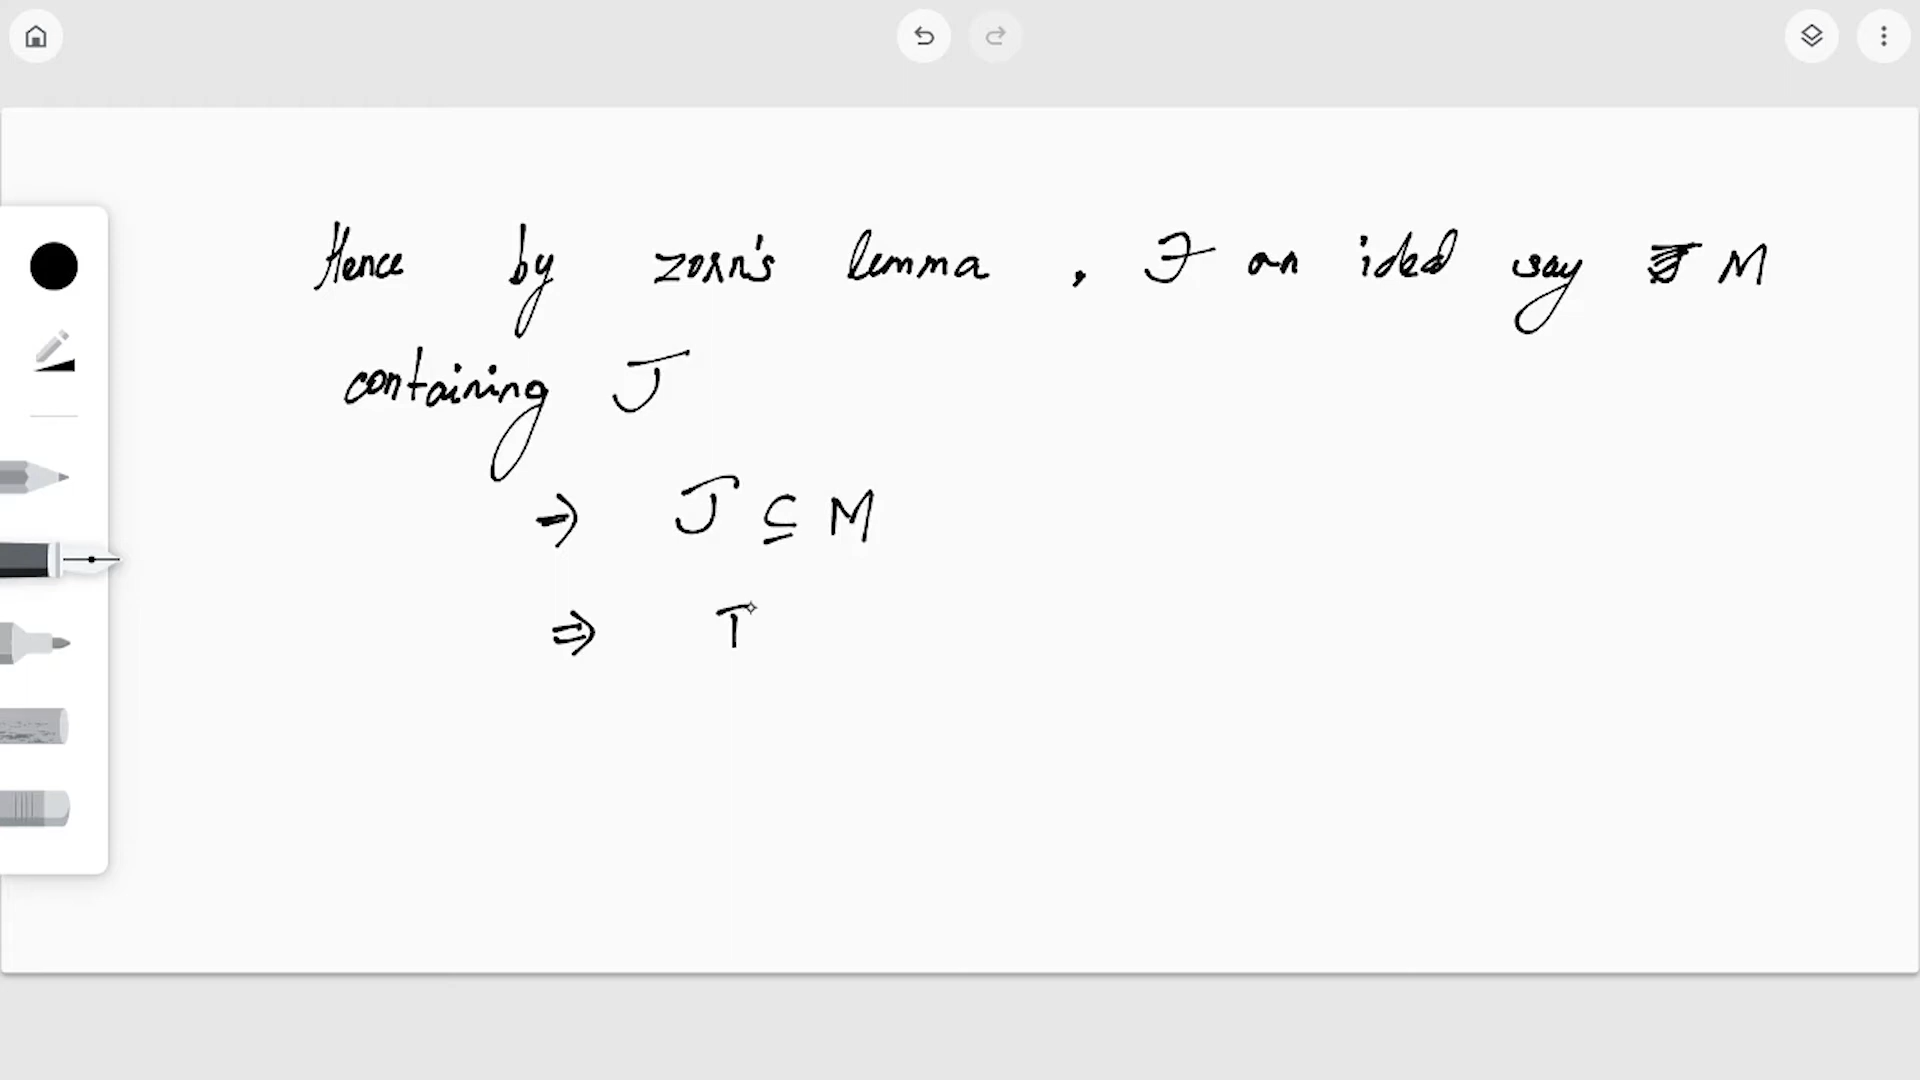 Hence by zorn's lemma , ∃ an ideal say M
containing J
⇒ J ⊆ M
⇒ I